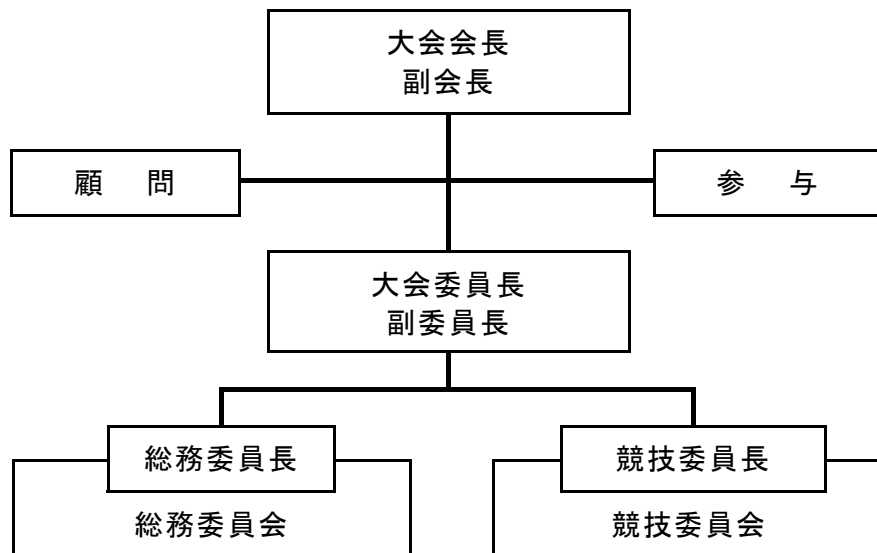 大会会長
副会長
顧　問
参　与
大会委員長
副委員長
総務委員長
競技委員長
総務委員会
競技委員会